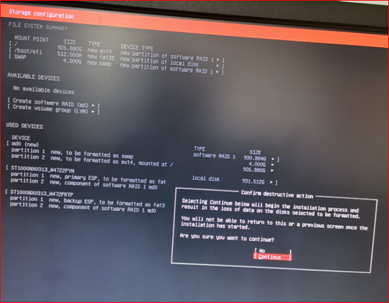 Storage configuration
FILE SYSTEM SUMMARY
MOUNT POINT SIZE TYPE DEVICE TYPE
[ / 926.800G new ext4 new partition of software RAID 1 ▸ ]
[ /boot/efi new fat32 new partition of local disk ▸ ]
[ SWAP 4.000G new swap new partition of software RAID 1 ▸ ]
AVAILABLE DEVICES
No available devices
[ Create software RAID (md) ▸ ]
[ Create volume group (LVM) ▸ ]
USED DEVICES
DEVICE TYPE SIZE
[ md0 (new) software RAID 1 930.804G ▸ ]
partition 1 new, to be formatted as swap 4.000G
partition 2 new, to be formatted as ext4, mounted at / 926.800G
local disk 931.512G ▸ ]
partition 1 new, primary ESP, to be formatted as fat
partition 2 new, component of software RAID 1 md0
partition 1 new, backup ESP, to be formatted as fat3
partition 2 new, component of software RAID 1 md0
Confirm destructive action
Selecting Continue below will begin the installation process and
result in the loss of data on the disks selected to be formatted.
You will not be able to return to this or a previous screen once the
installation has started.
Are you sure you want to continue?
[ No ]
[ Continue ]